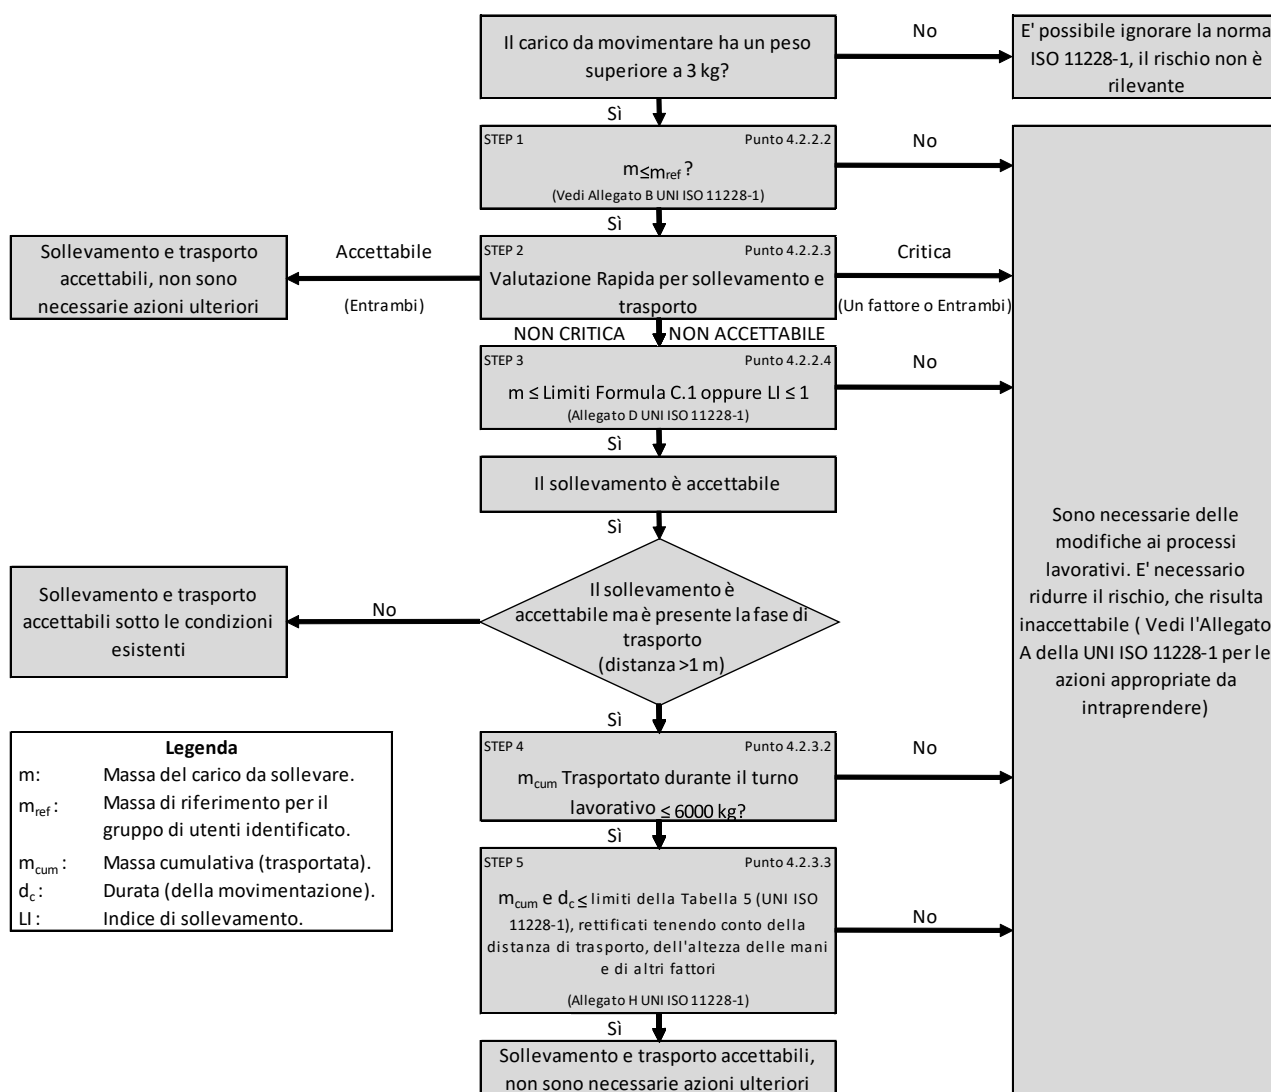 Il carico da movimentare ha un peso
superiore a 3 kg?
No
E' possibile ignorare la norma
ISO 11228-1, il rischio non è
rilevante
Sì
STEP 1
Punto 4.2.2.2
m≤mref ?
(Vedi Allegato B UNI ISO 11228-1)
No
Sì
Sollevamento e trasporto
accettabili, non sono
necessarie azioni ulteriori
Accettabile
(Entrambi)
STEP 2
Punto 4.2.2.3
Valutazione Rapida per sollevamento e
trasporto
Critica
(Un fattore o Entrambi)
NON CRITICA
NON ACCETTABILE
STEP 3
Punto 4.2.2.4
m ≤ Limiti Formula C.1 oppure LI ≤ 1
(Allegato D UNI ISO 11228-1)
No
Sì
Il sollevamento è accettabile
Sì
Sollevamento e trasporto
accettabili sotto le condizioni
esistenti
No
Il sollevamento è
accettabile ma è presente la fase di
trasporto
(distanza >1 m)
Sono necessarie delle
modifiche ai processi
lavorativi. E' necessario
ridurre il rischio, che risulta
inaccettabile ( Vedi l'Allegato
A della UNI ISO 11228-1 per le
azioni appropriate da
intraprendere)
Sì
STEP 4
Punto 4.2.3.2
mcum Trasportato durante il turno
lavorativo ≤ 6000 kg?
No
Sì
STEP 5
Punto 4.2.3.3
mcum e dc ≤ limiti della Tabella 5 (UNI ISO
11228-1), rettificati tenendo conto della
distanza di trasporto, dell'altezza delle mani
e di altri fattori
(Allegato H UNI ISO 11228-1)
No
Sì
Sollevamento e trasporto accettabili,
non sono necessarie azioni ulteriori
Legenda
m: Massa del carico da sollevare.
mref : Massa di riferimento per il
gruppo di utenti identificato.
mcum : Massa cumulativa (trasportata).
dc : Durata (della movimentazione).
LI : Indice di sollevamento.